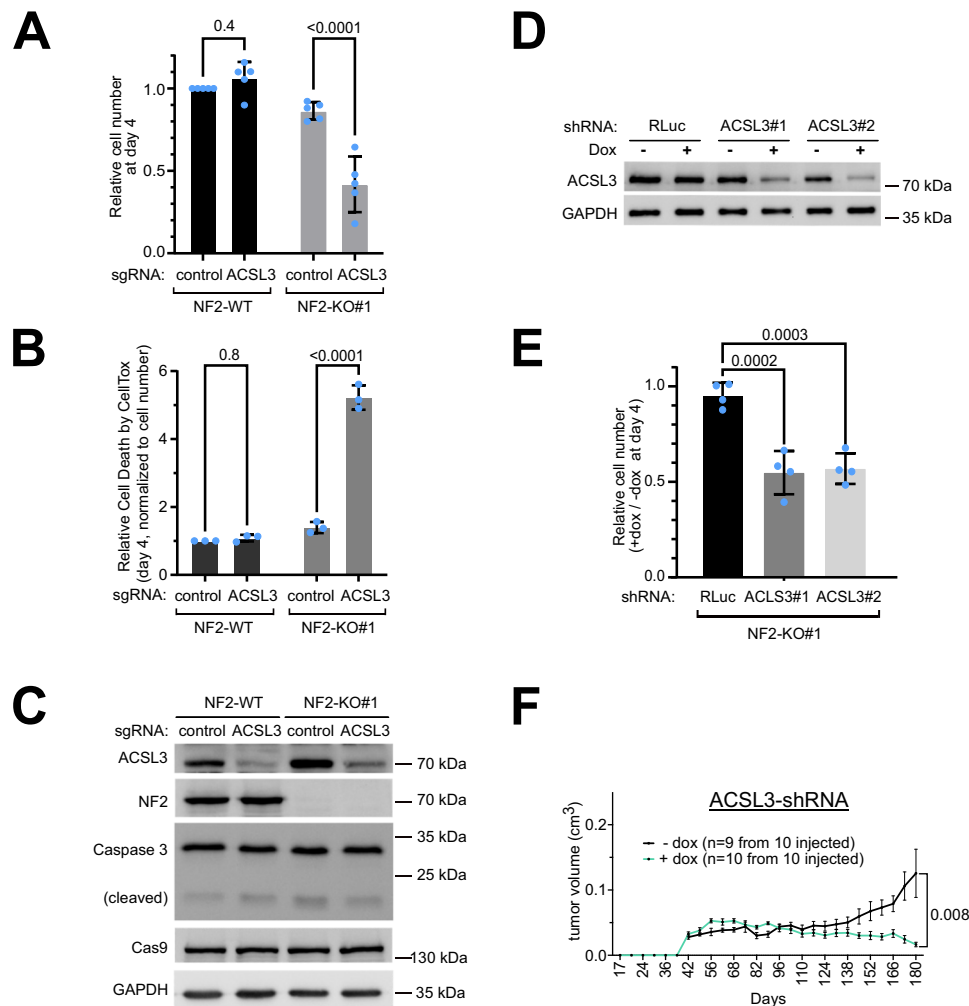 A
0.4
<0.0001
Relative cell number
at day 4
1.0
0.5
0.0
sgRNA:
control
ACSL3
control
ACSL3
NF2-WT
NF2-KO#1
B
0.8
<0.0001
Relative Cell Death by CellTox
(day 4, normalized to cell number)
6
4
2
0
sgRNA:
control
ACSL3
control
ACSL3
NF2-WT
NF2-KO#1
C
NF2-WT
NF2-KO#1
sgRNA:
control
ACSL3
control
ACSL3
ACSL3
70 kDa
NF2
70 kDa
Caspase 3
35 kDa
25 kDa
(cleaved)
Cas9
130 kDa
GAPDH
35 kDa
D
shRNA:
RLuc
ACSL3#1
ACSL3#2
Dox
- + - + - +
ACSL3
70 kDa
GAPDH
35 kDa
E
0.0003
0.0002
Relative cell number
(+dox / -dox at day 4)
1.0
0.5
0.0
shRNA:
RLuc
ACLS3#1
ACSL3#2
NF2-KO#1
F
ACSL3-shRNA
- dox (n=9 from 10 injected)
+ dox (n=10 from 10 injected)
tumor volume (cm3)
0.2
0.1
0.0
0.008
17 24 36 42 56 68 82 96 110 124 138 152 166 180
Days